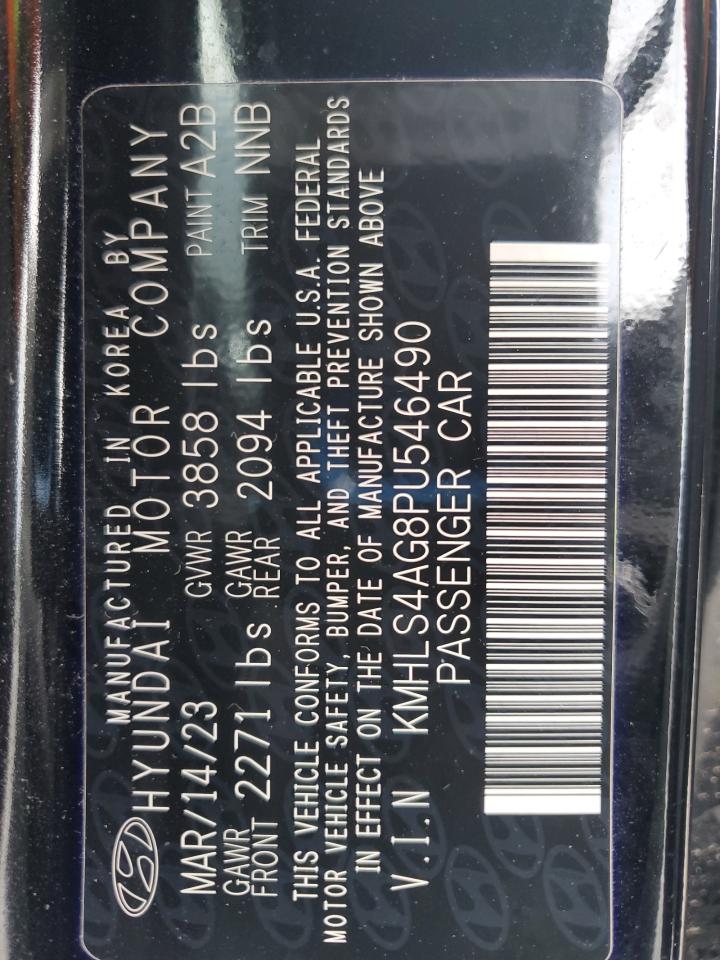 MANUFACTURED IN KOREA BY
HYUNDAI MOTOR COMPANY
MAR/14/23 GVWR 3858 lbs PAINT A2B
GAWR FRONT 2271 lbs GAWR REAR 2094 lbs TRIM NNB
THIS VEHICLE CONFORMS TO ALL APPLICABLE U.S.A. FEDERAL
MOTOR VEHICLE SAFETY, BUMPER, AND THEFT PREVENTION STANDARDS
IN EFFECT ON THE DATE OF MANUFACTURE SHOWN ABOVE
V.I.N KMHLS4AG8PU546490
PASSENGER CAR